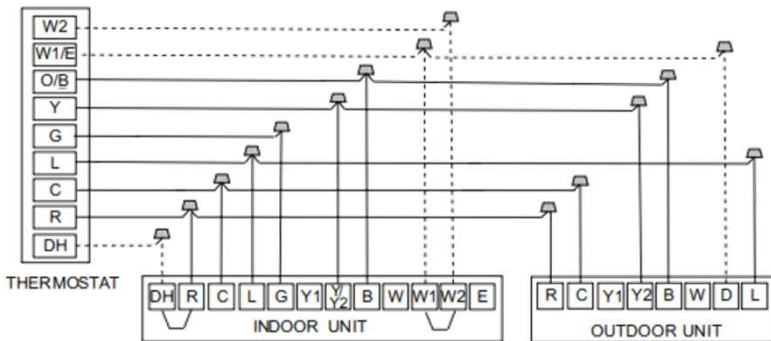 W2
W1/E
O/B
Y
G
L
C
R
DH
THERMOSTAT
DH R C L G Y1 Y/Y2 B W W1 W2 E
INDOOR UNIT
R C Y1 Y2 B W D L
OUTDOOR UNIT